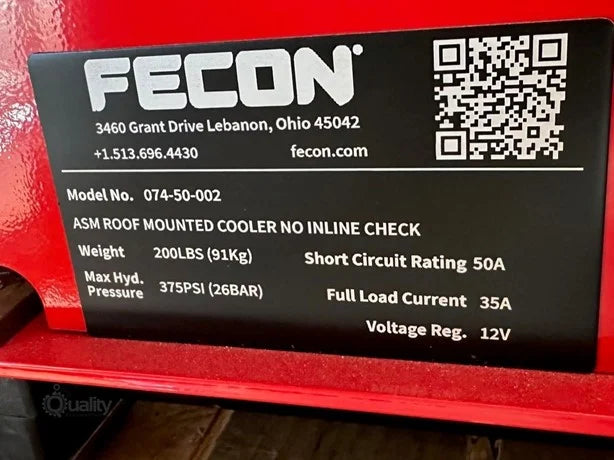 FECON
3460 Grant Drive Lebanon, Ohio 45042
+1.513.696.4430 fecon.com
Model No. 074-50-002
ASM ROOF MOUNTED COOLER NO INLINE CHECK
Weight 200LBS (91Kg)
Short Circuit Rating 50A
Max Hyd.
Pressure 375PSI (26BAR)
Full Load Current 35A
Voltage Reg. 12V
Quality